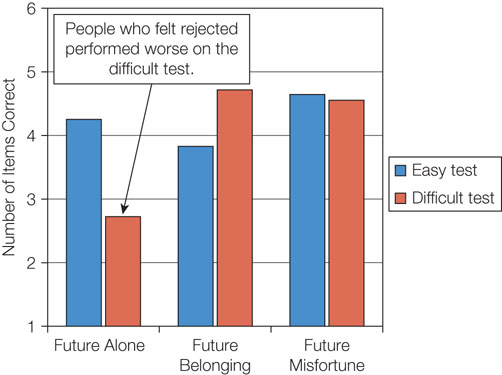 6
People who felt rejected
performed worse on the
difficult test.
5
4
3
2
1
Number of Items Correct
Future Alone
Future
Belonging
Future
Misfortune
Easy test
Difficult test